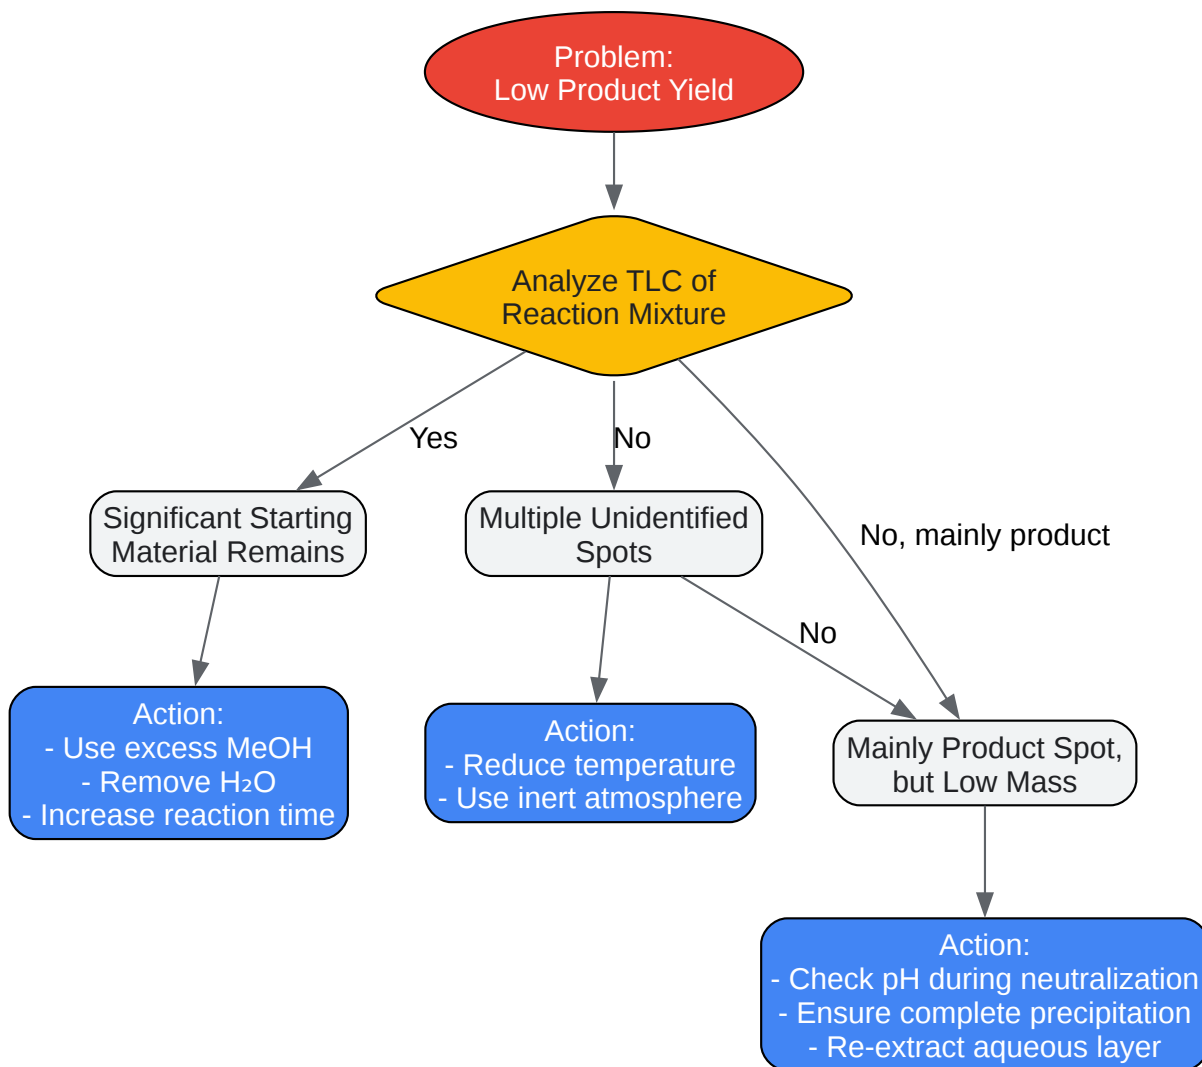 Problem:
Low Product Yield
Analyze TLC of
Reaction Mixture
Yes
No
No, mainly product
Significant Starting
Material Remains
Multiple Unidentified
Spots
No
Action:
- Use excess MeOH
- Remove H₂O
- Increase reaction time
Action:
- Reduce temperature
- Use inert atmosphere
Mainly Product Spot,
but Low Mass
Action:
- Check pH during neutralization
- Ensure complete precipitation
- Re-extract aqueous layer